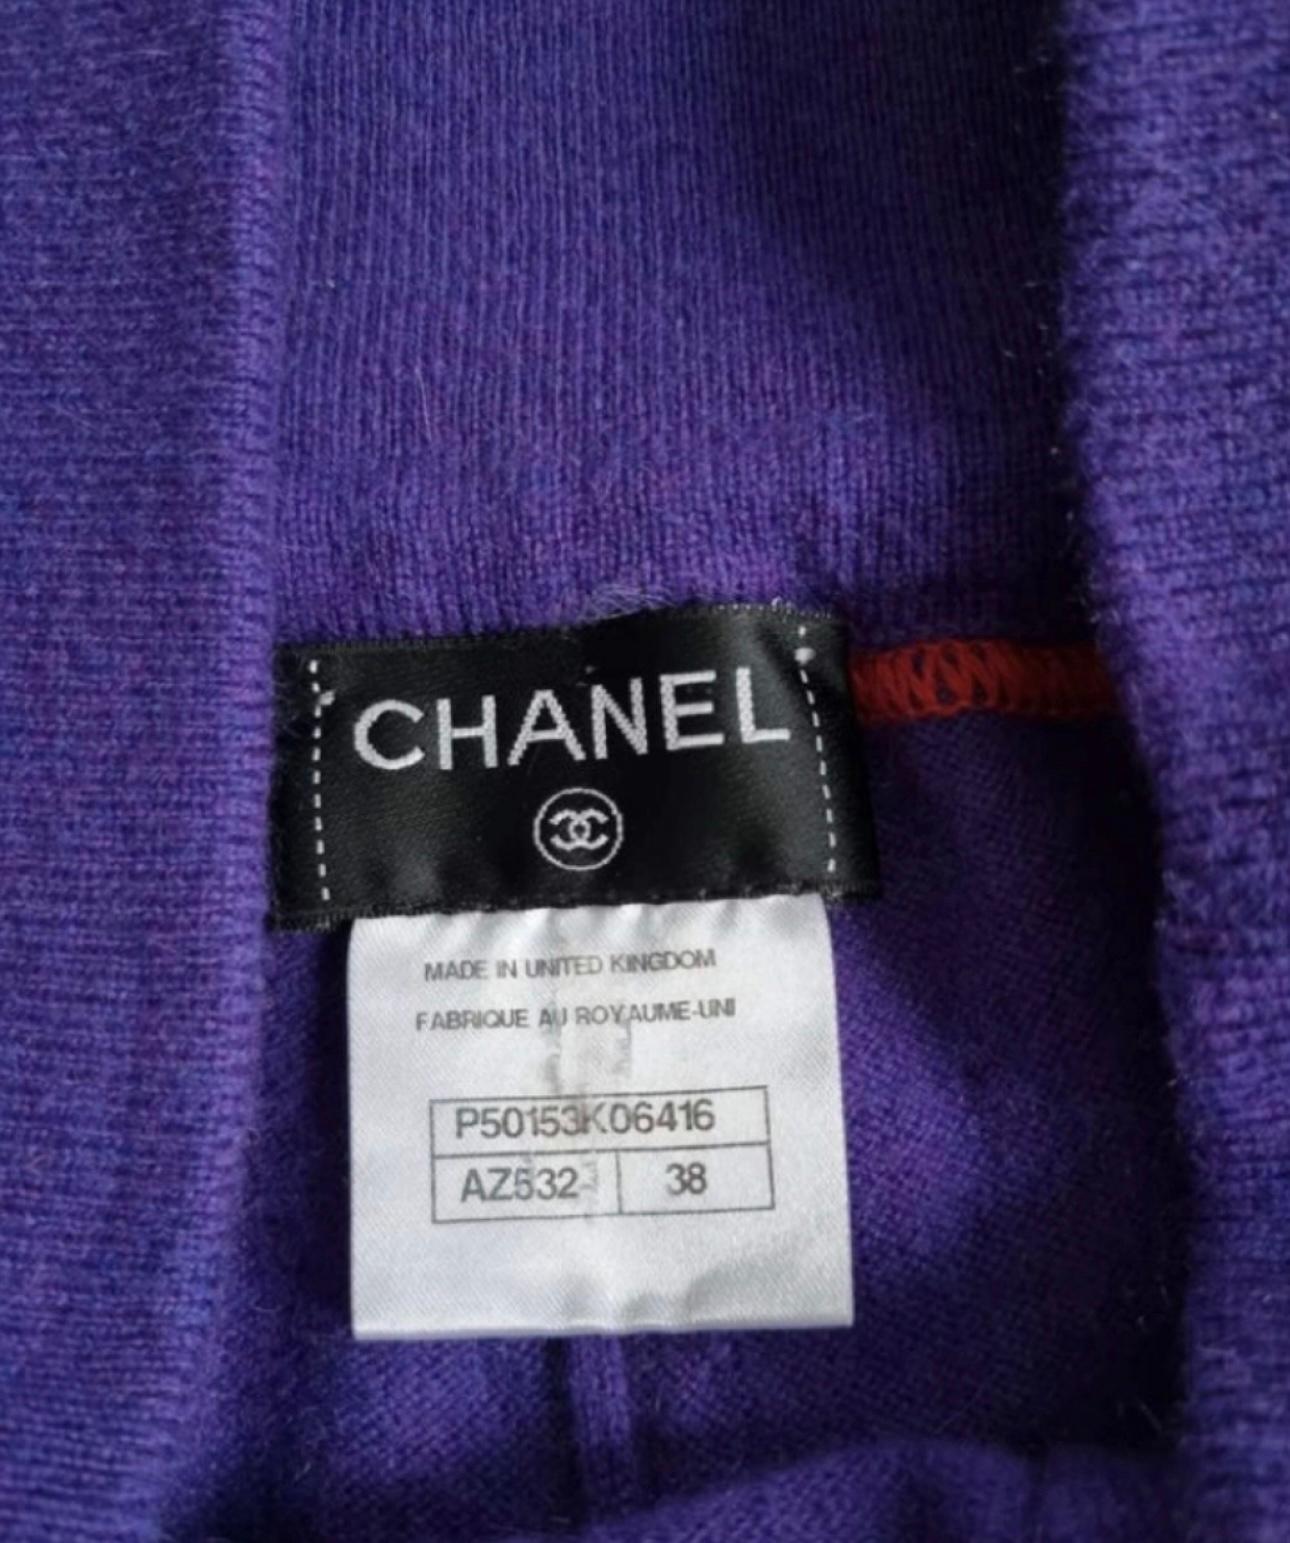 CHANEL
MADE IN UNITED KINGDOM
FABRIQUE AU ROYAUME-UNI
P50153K06416
AZ532 38